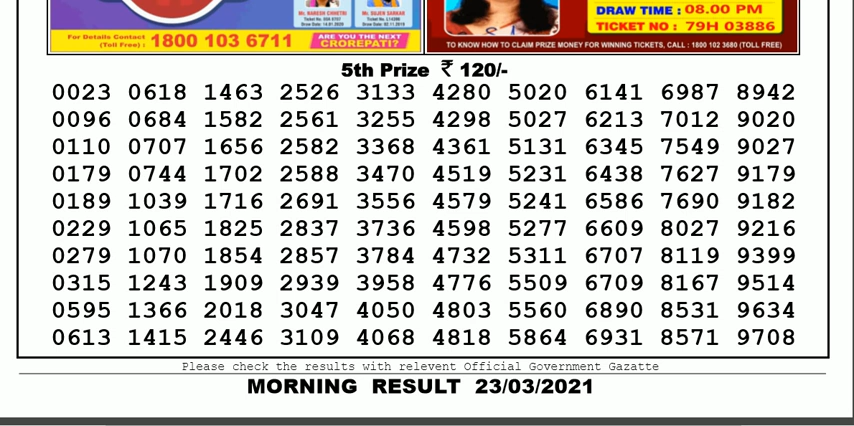 Mr. NARESH CHHETRI
Mr. SUJEN SARKAR
For Details Contact
(Toll Free) : 1800 103 6711
ARE YOU THE NEXT
CROREPATI?
DRAW TIME : 08.00 PM
TICKET NO : 79H 03886
TO KNOW HOW TO CLAIM PRIZE MONEY FOR WINNING TICKETS, CALL : 1800 102 3680 (TOLL FREE)
5th Prize ₹ 120/-
0023 0618 1463 2526 3133 4280 5020 6141 6987 8942
0096 0684 1582 2561 3255 4298 5027 6213 7012 9020
0110 0707 1656 2582 3368 4361 5131 6345 7549 9027
0179 0744 1702 2588 3470 4519 5231 6438 7627 9179
0189 1039 1716 2691 3556 4579 5241 6586 7690 9182
0229 1065 1825 2837 3736 4598 5277 6609 8027 9216
0279 1070 1854 2857 3784 4732 5311 6707 8119 9399
0315 1243 1909 2939 3958 4776 5509 6709 8167 9514
0595 1366 2018 3047 4050 4803 5560 6890 8531 9634
0613 1415 2446 3109 4068 4818 5864 6931 8571 9708
Please check the results with relevent Official Government Gazatte
MORNING RESULT 23/03/2021